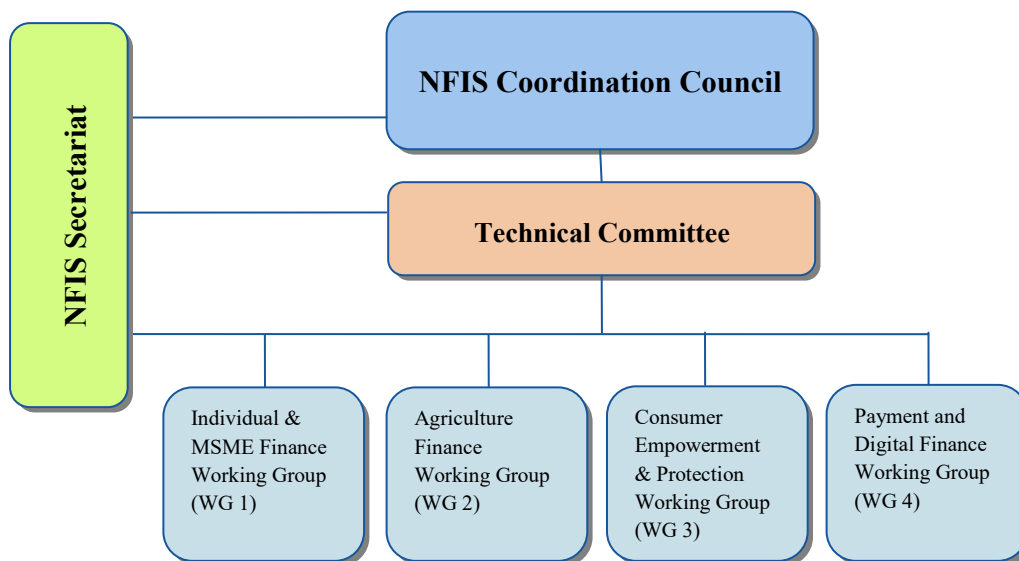 NFIS Secretariat
NFIS Coordination Council
Technical Committee
Individual &
MSME Finance
Working Group
(WG 1)
Agriculture
Finance
Working Group
(WG 2)
Consumer
Empowerment
& Protection
Working Group
(WG 3)
Payment and
Digital Finance
Working Group
(WG 4)